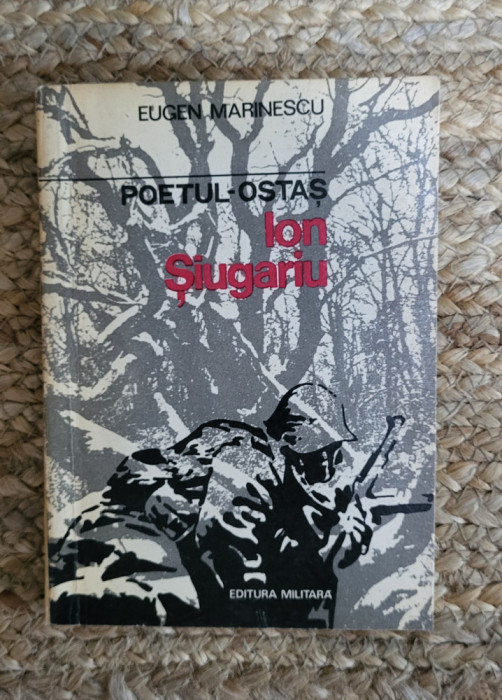 EUGEN MARINESCU
POETUL-OSTAȘ
Ion
Șiugariu
EDITURA MILITARĂ